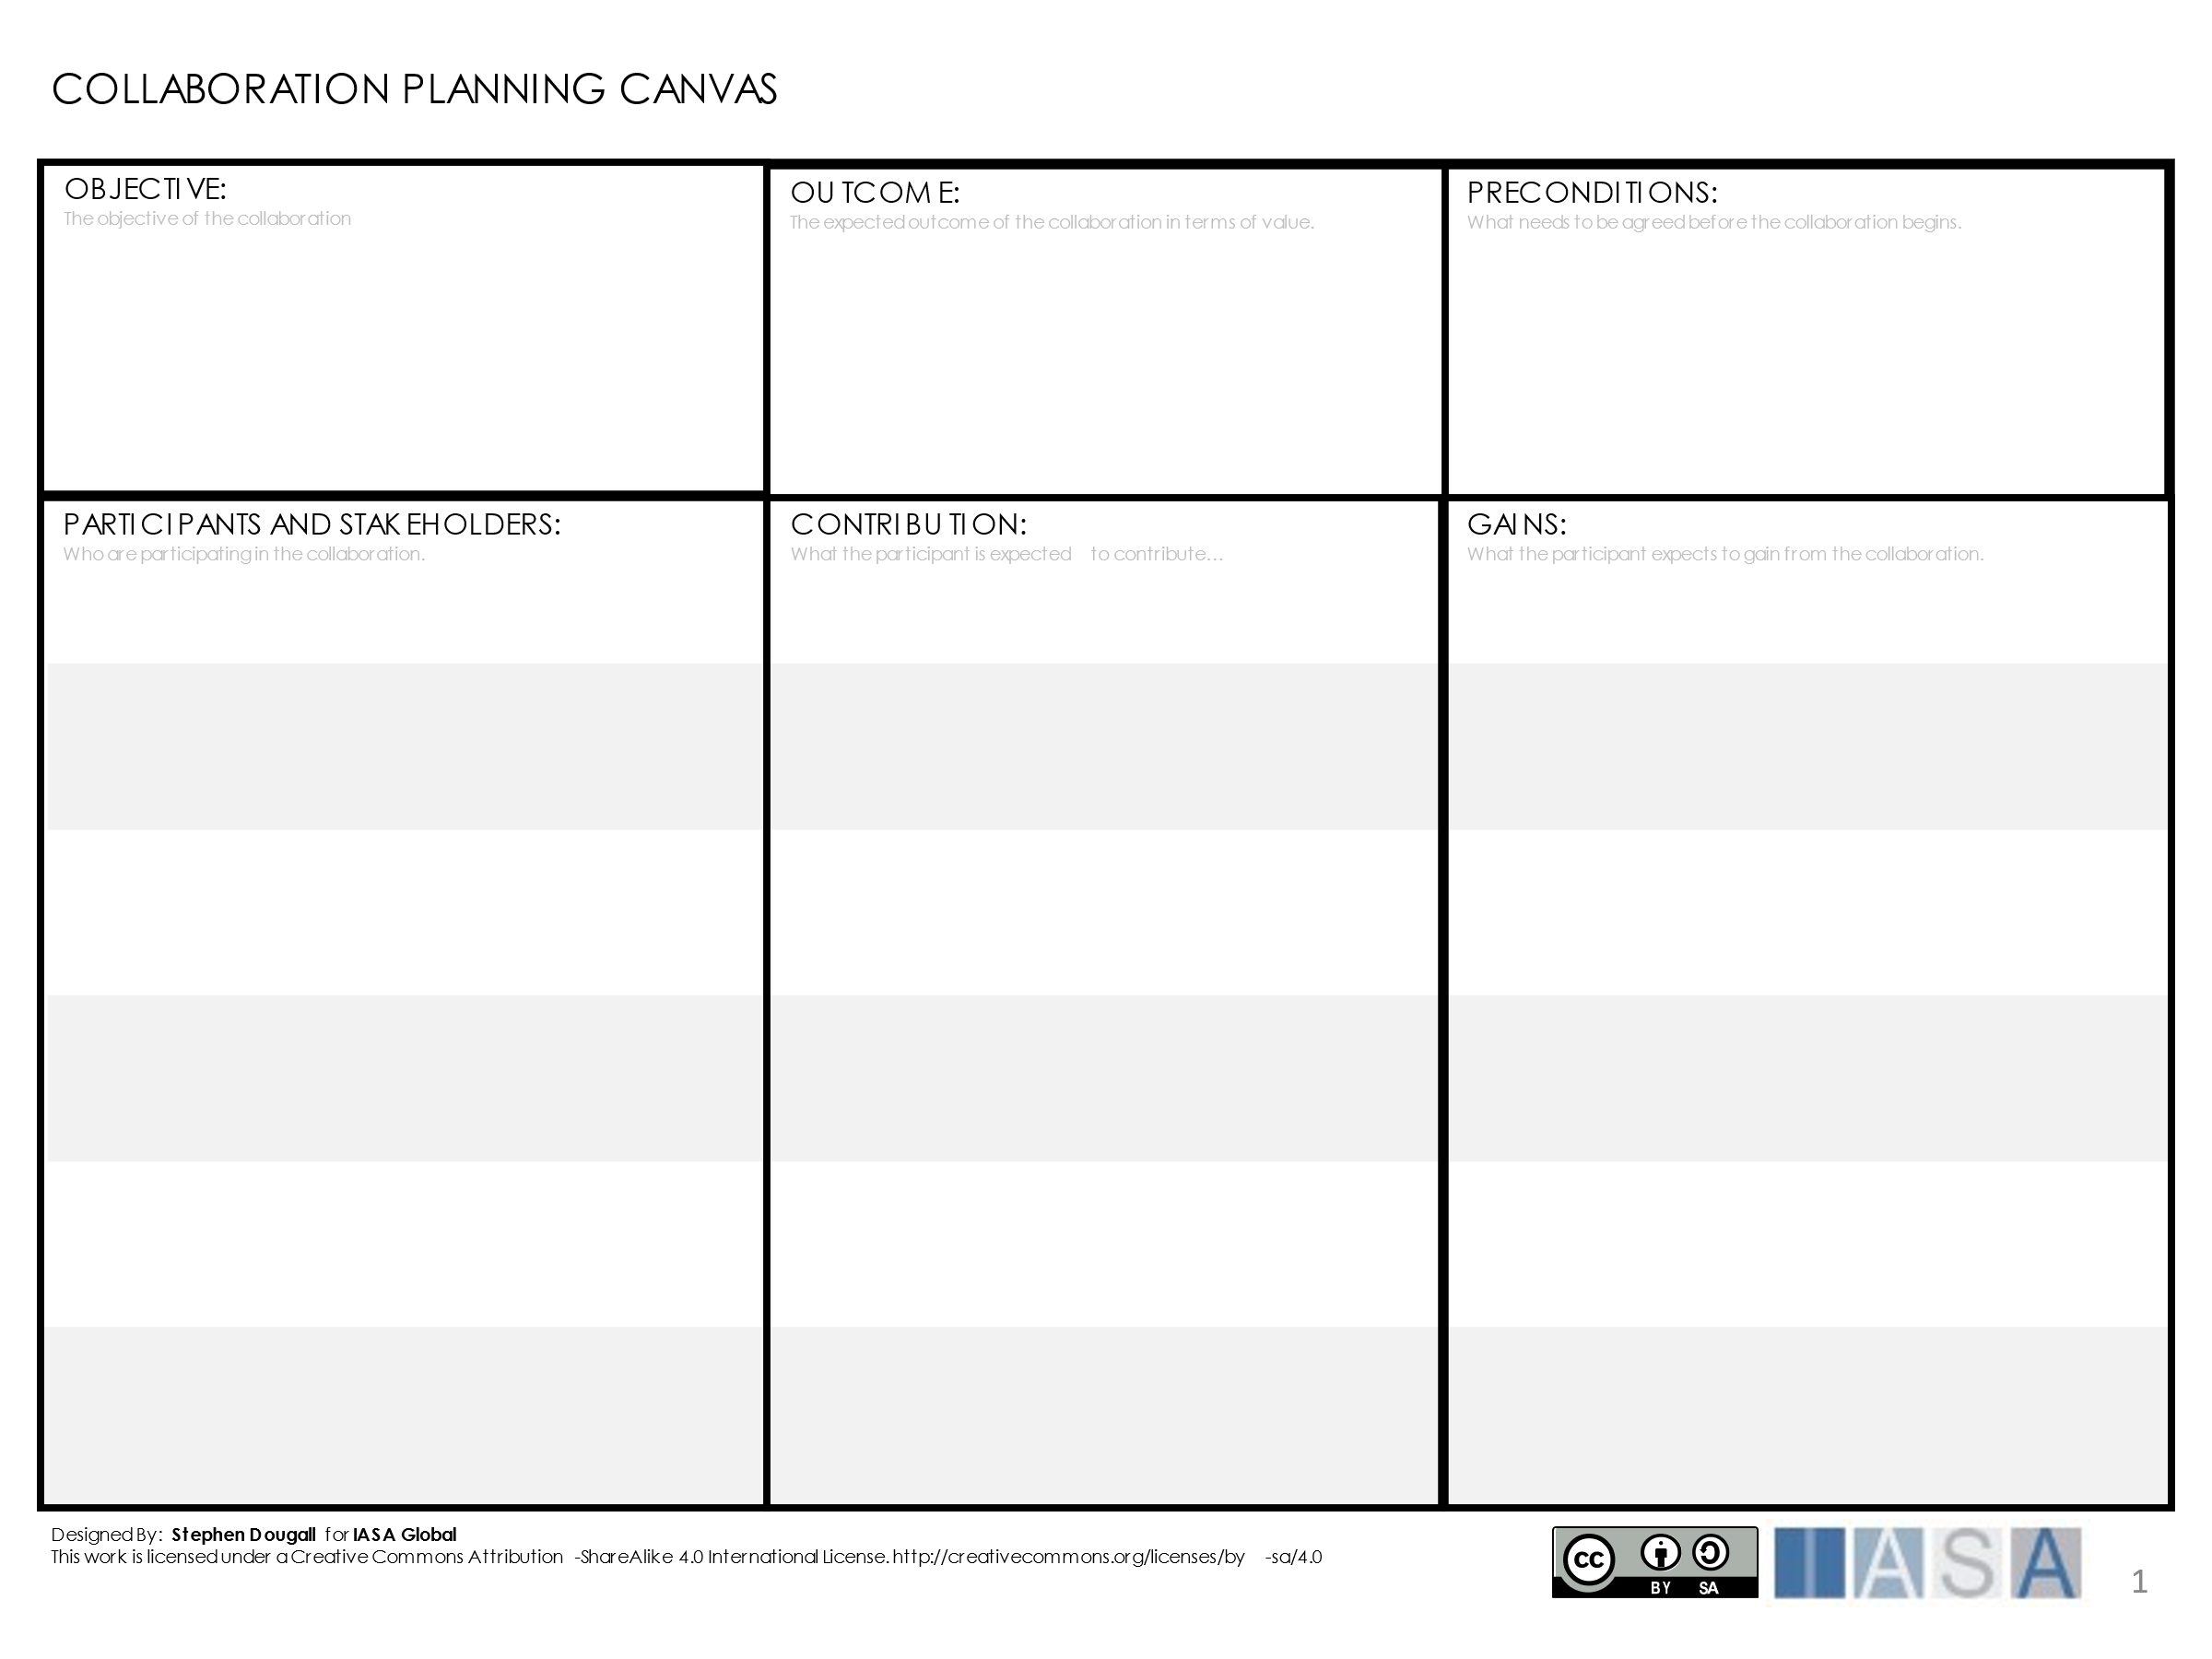 COLLABORATION PLANNING CANVAS
OBJECTIVE:
The objective of the collaboration
OUTCOME:
The expected outcome of the collaboration in terms of value.
PRECONDITIONS:
What needs to be agreed before the collaboration begins.
PARTICIPANTS AND STAKEHOLDERS:
Who are participating in the collaboration.
CONTRIBUTION:
What the participant is expected to contribute...
GAINS:
What the participant expects to gain from the collaboration.
Designed By: Stephen Dougall for IASA Global
This work is licensed under a Creative Commons Attribution -ShareAlike 4.0 International License. http://creativecommons.org/licenses/by -sa/4.0
cc
BY SA
IASA
1